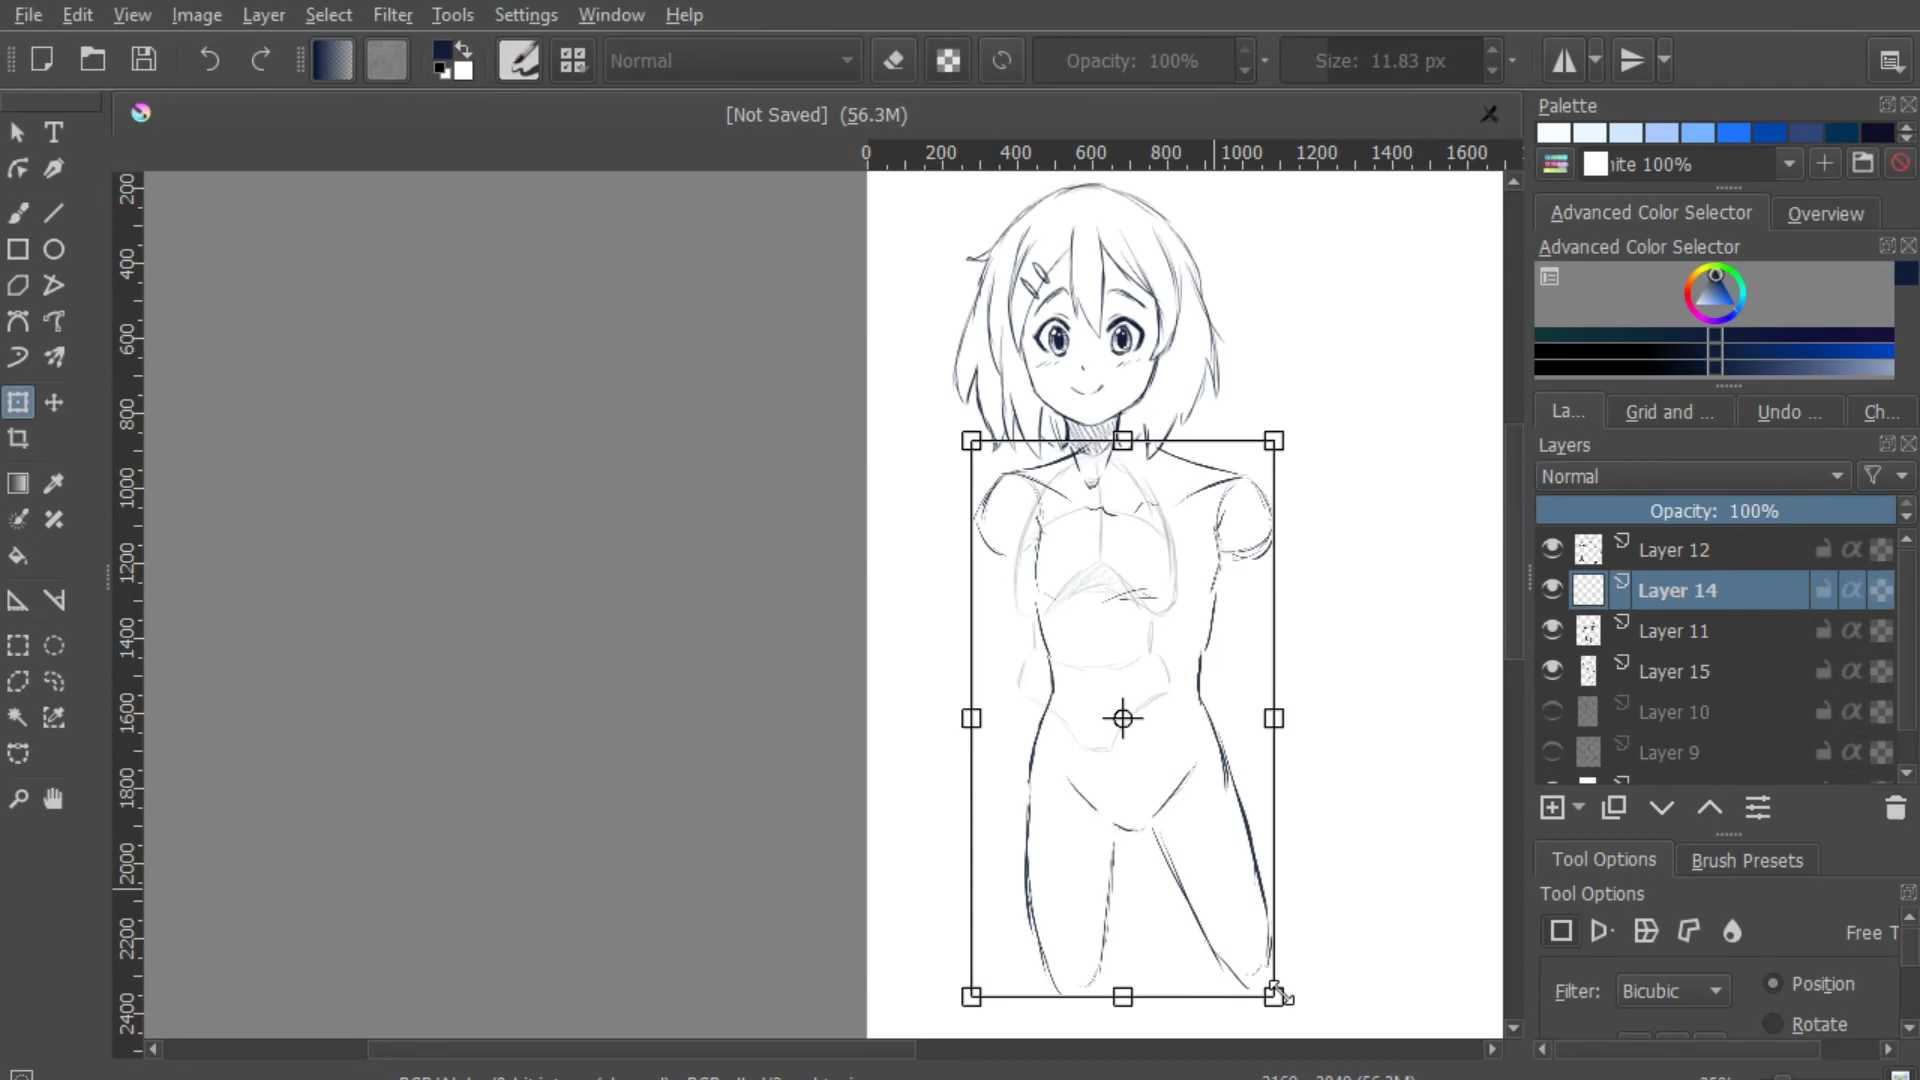 File Edit View Image Layer Select Filter Tools Settings Window Help
Normal Opacity: 100% Size: 11.83 px
[Not Saved] (56.3M)
0 200 400 600 800 1000 1200 1400 1600
200
400
600
800
1000
1200
1400
1600
1800
2000
2200
2400
Palette
ite 100%
Advanced Color Selector Overview
Advanced Color Selector
La... Grid and ... Undo ... Ch...
Layers
Normal
Opacity: 100%
Layer 12
Layer 14
Layer 11
Layer 15
Layer 10
Layer 9
Tool Options Brush Presets
Tool Options
Free T
Filter: Bicubic Position
Rotate